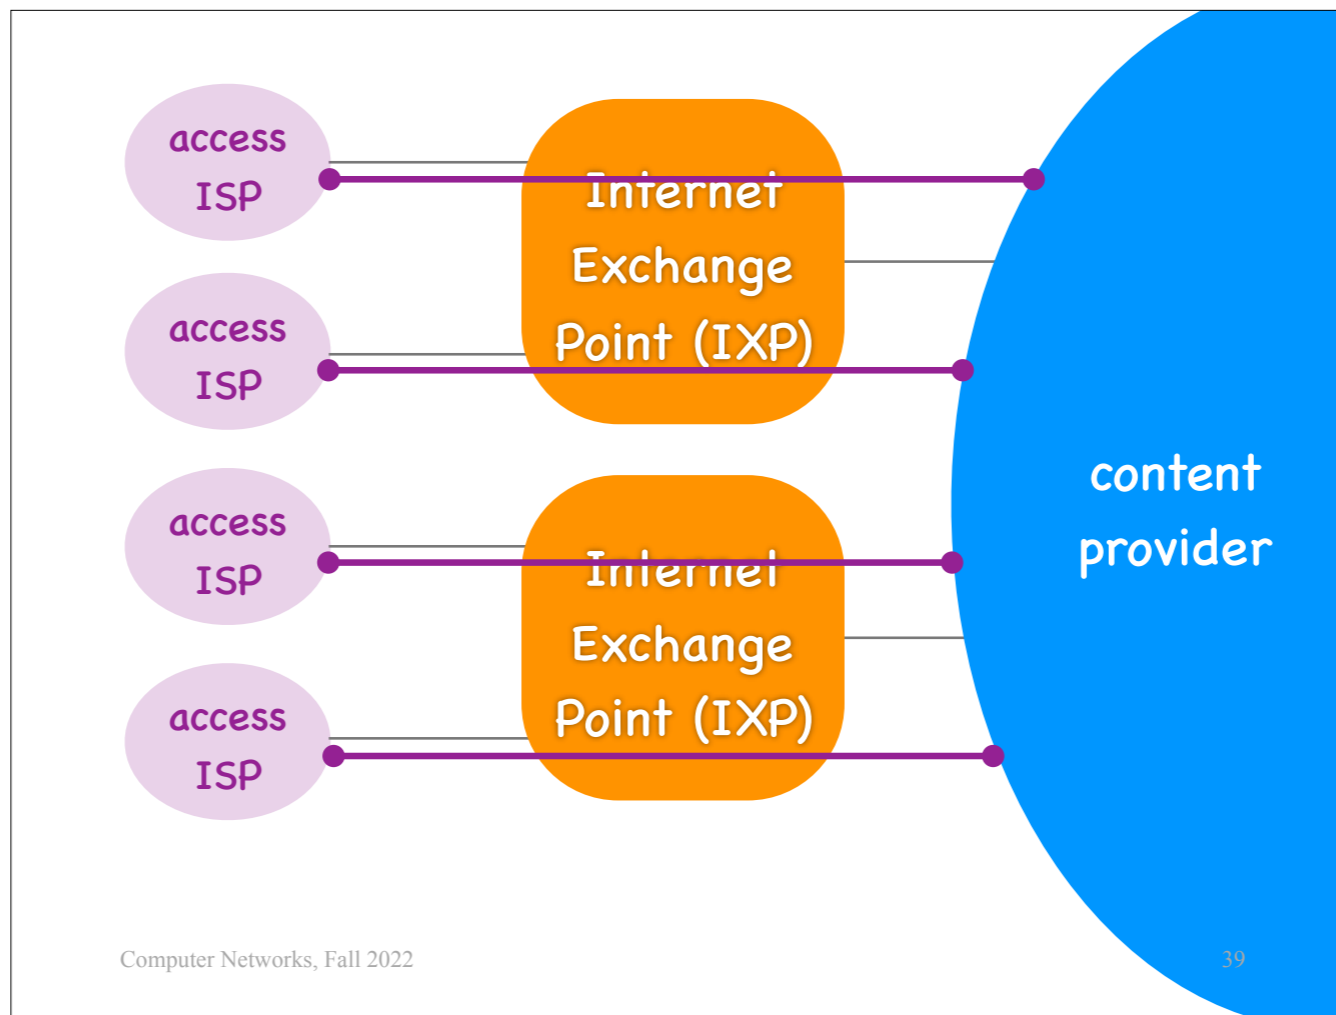 access
ISP
Internet
Exchange
Point (IXP)
access
ISP
access
ISP
Internet
Exchange
Point (IXP)
access
ISP
content
provider
Computer Networks, Fall 2022
39